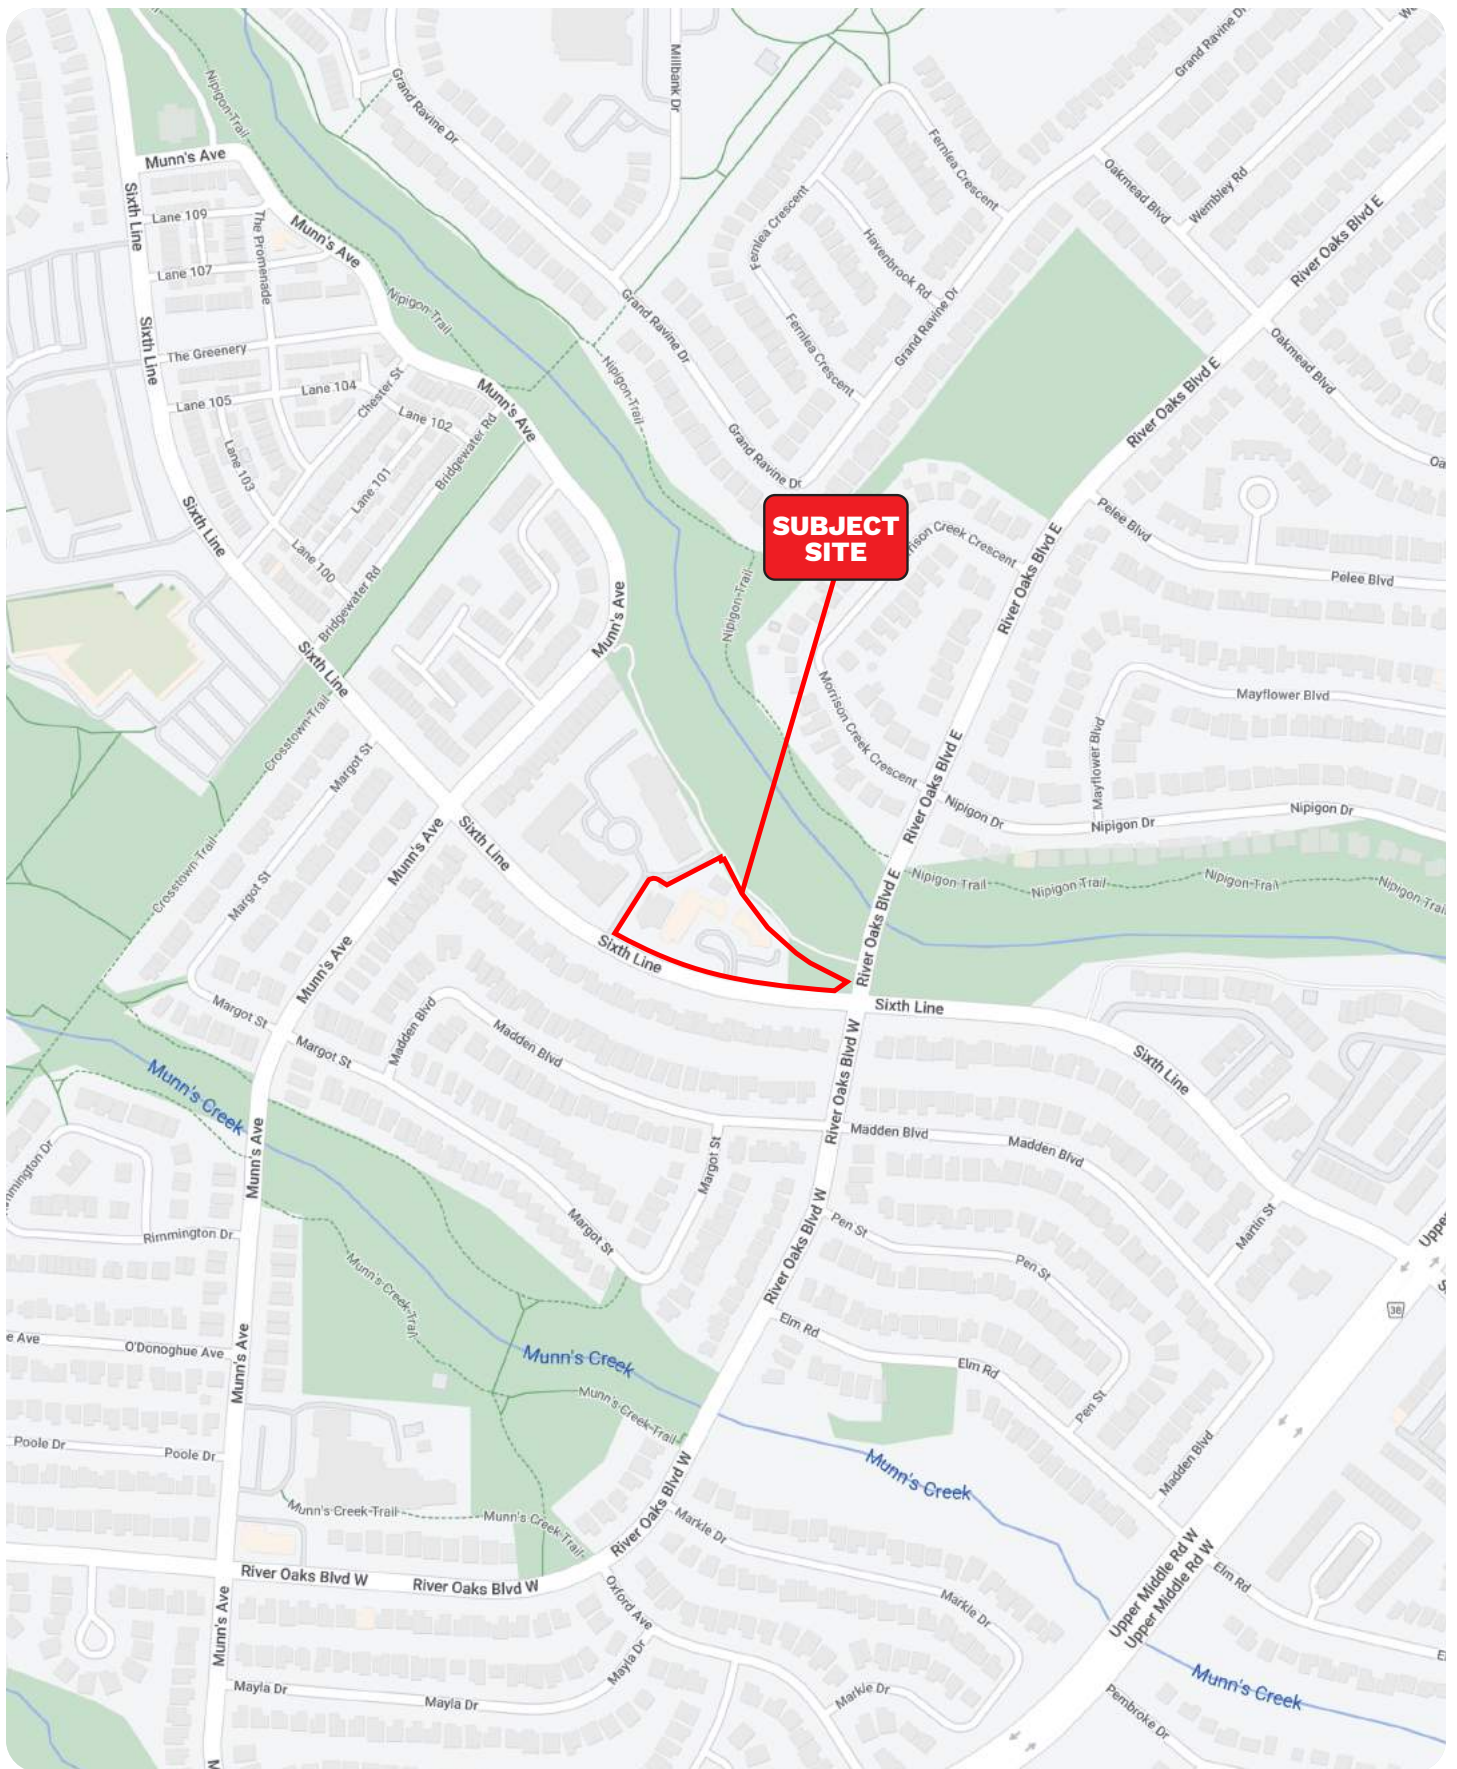 Grand Ravine Dr
We
Nipigon-Trail
Millbank Dr
Grand Ravine Dr
Munn's Ave
Fernlea Crescent
Oakmead Blvd
Wembley Rd
Sixth Line
Lane 109
The Promenade
Munn's Ave
Fernlea Crescent
Havenbrook Rd
River Oaks Blvd E
Lane 107
Nipigon-Trail
Grand Ravine Dr
Grand Ravine Dr
Fernlea Crescent
Sixth Line
The Greenery
Oakmead Blvd
Lane 105
Lane 104
Chester St
Lane 102
Munn's Ave
Nipigon-Trail
Grand Ravine Dr
River Oaks Blvd E
Oa
Lane 103
Lane 101
Bridgewater Rd
Sixth Line
Lane 100
Bridgewater Rd
SUBJECT
SITE
rison Creek Crescent
River Oaks Blvd E
Pelee Blvd
Pelee Blvd
Munn's Ave
Nipigon-Trail
Sixth Line
Crosstown-Trail
Margot St
Morrison Creek Crescent
River Oaks Blvd E
Mayflower Blvd
Mayflower Blvd
Nipigon Dr
Nipigon Dr
Nipigon Dr
Sixth Line
Munn's Ave
Crosstown-Trail
Margot St
Nipigon Trail
Nipigon Trail
Nipigon-Trail
Nipigon-Trai
River Oaks Blvd E
Sixth Line
Munn's Ave
Margot St
Margot St
Madden Blvd
Madden Blvd
Sixth Line
Sixth Line
River Oaks Blvd W
Munn's Creek
Munn's Ave
Madden Blvd
Madden Blvd
Margot St
mington Dr
Rimmington Dr
Margot St
River Oaks Blvd W
Pen St
Pen St
Martin St
Uppe
S
38
Munn's-Creek-Trail
Elm Rd
Elm Rd
Pen St
e Ave
O'Donoghue Ave
Munn's Ave
Munn's Creek
Munn's-Creek-Trail
Poole Dr
Poole Dr
Munn's Creek
Madden Blvd
River Oaks Blvd W
Munn's Creek-Trail
Munn's Creek-Trail
Markle Dr
Markle Dr
Upper Middle Rd W
Upper Middle Rd W
Elm Rd
E
River Oaks Blvd W
River Oaks Blvd W
Oxford Ave
Munn's Ave
Mayla Dr
Mayla Dr
Mayla Dr
Markle Dr
Munn's Creek
Pembroke Dr
M